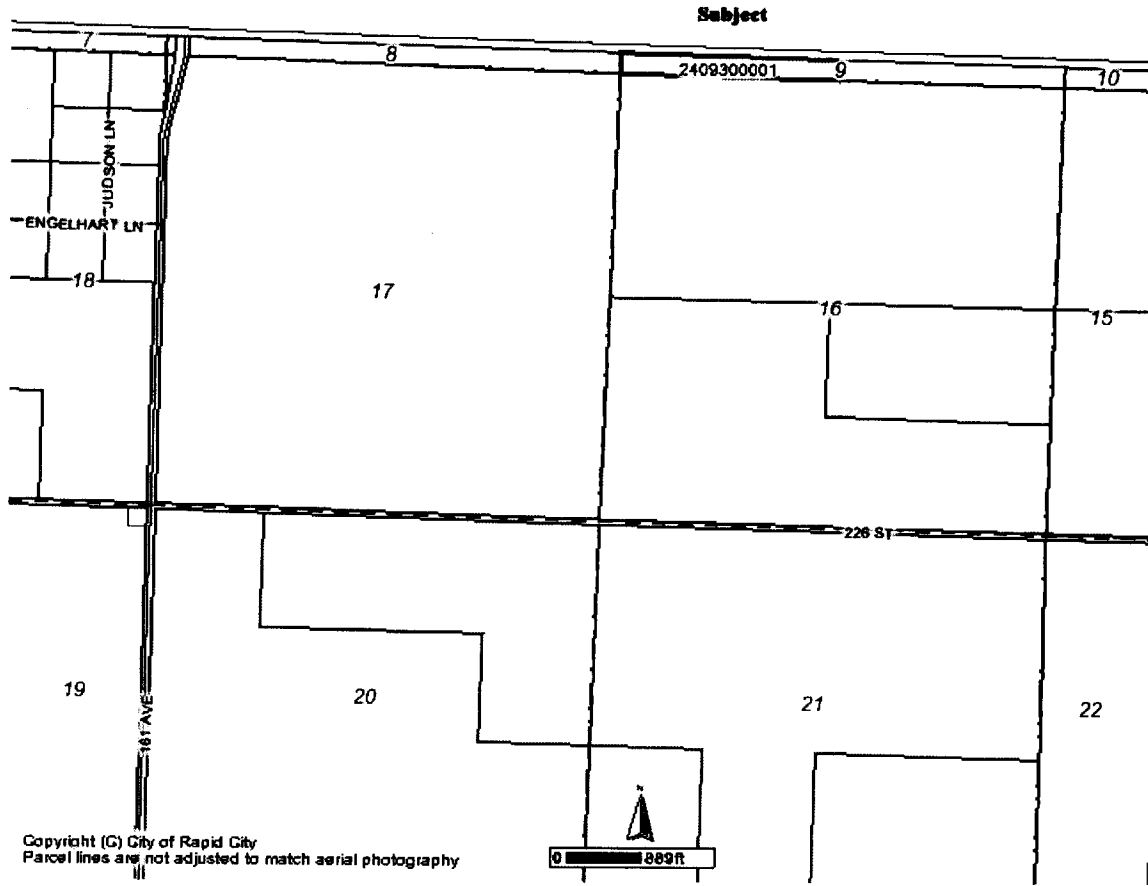 Subject
7
8
2409300001
9
10
JUDSON LN
ENGELHART LN
18
17
16
15
226 ST
19
161 AVE
20
21
22
N
Copyright (C) City of Rapid City
Parcel lines are not adjusted to match aerial photography
0 889ft